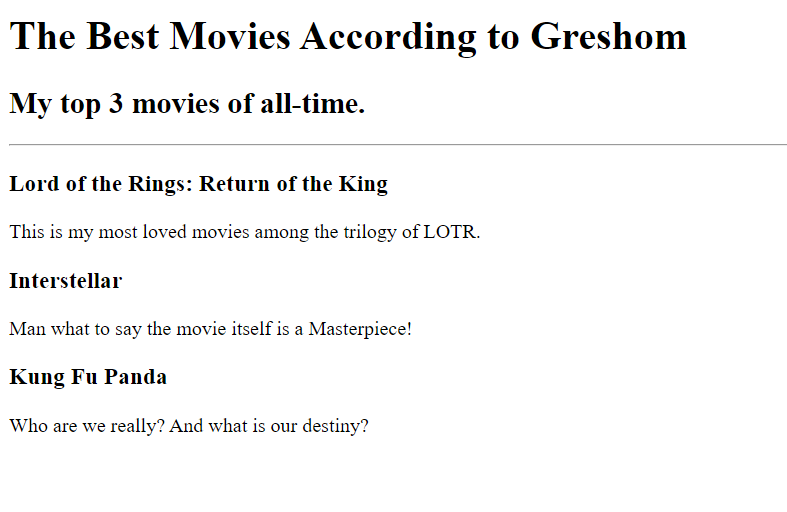 The Best Movies According to Greshom
My top 3 movies of all-time.
Lord of the Rings: Return of the King
This is my most loved movies among the trilogy of LOTR.
Interstellar
Man what to say the movie itself is a Masterpiece!
Kung Fu Panda
Who are we really? And what is our destiny?